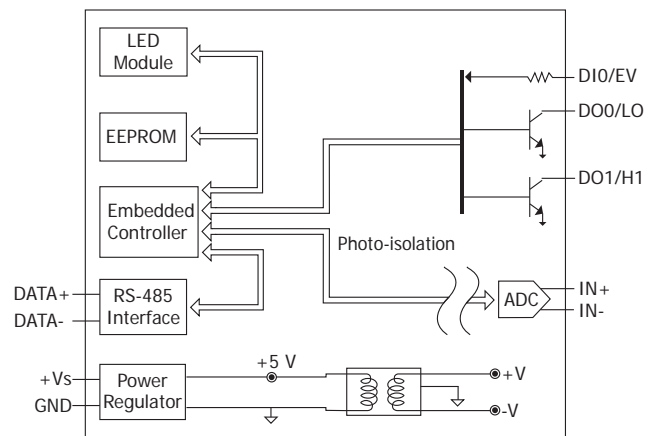 LED
Module
EEPROM
Embedded
Controller
RS-485
Interface
DATA+
DATA-
Power
Regulator
+Vs
GND
+5 V
Photo-isolation
DI0/EV
DO0/LO
DO1/H1
ADC
IN+
IN-
+V
-V